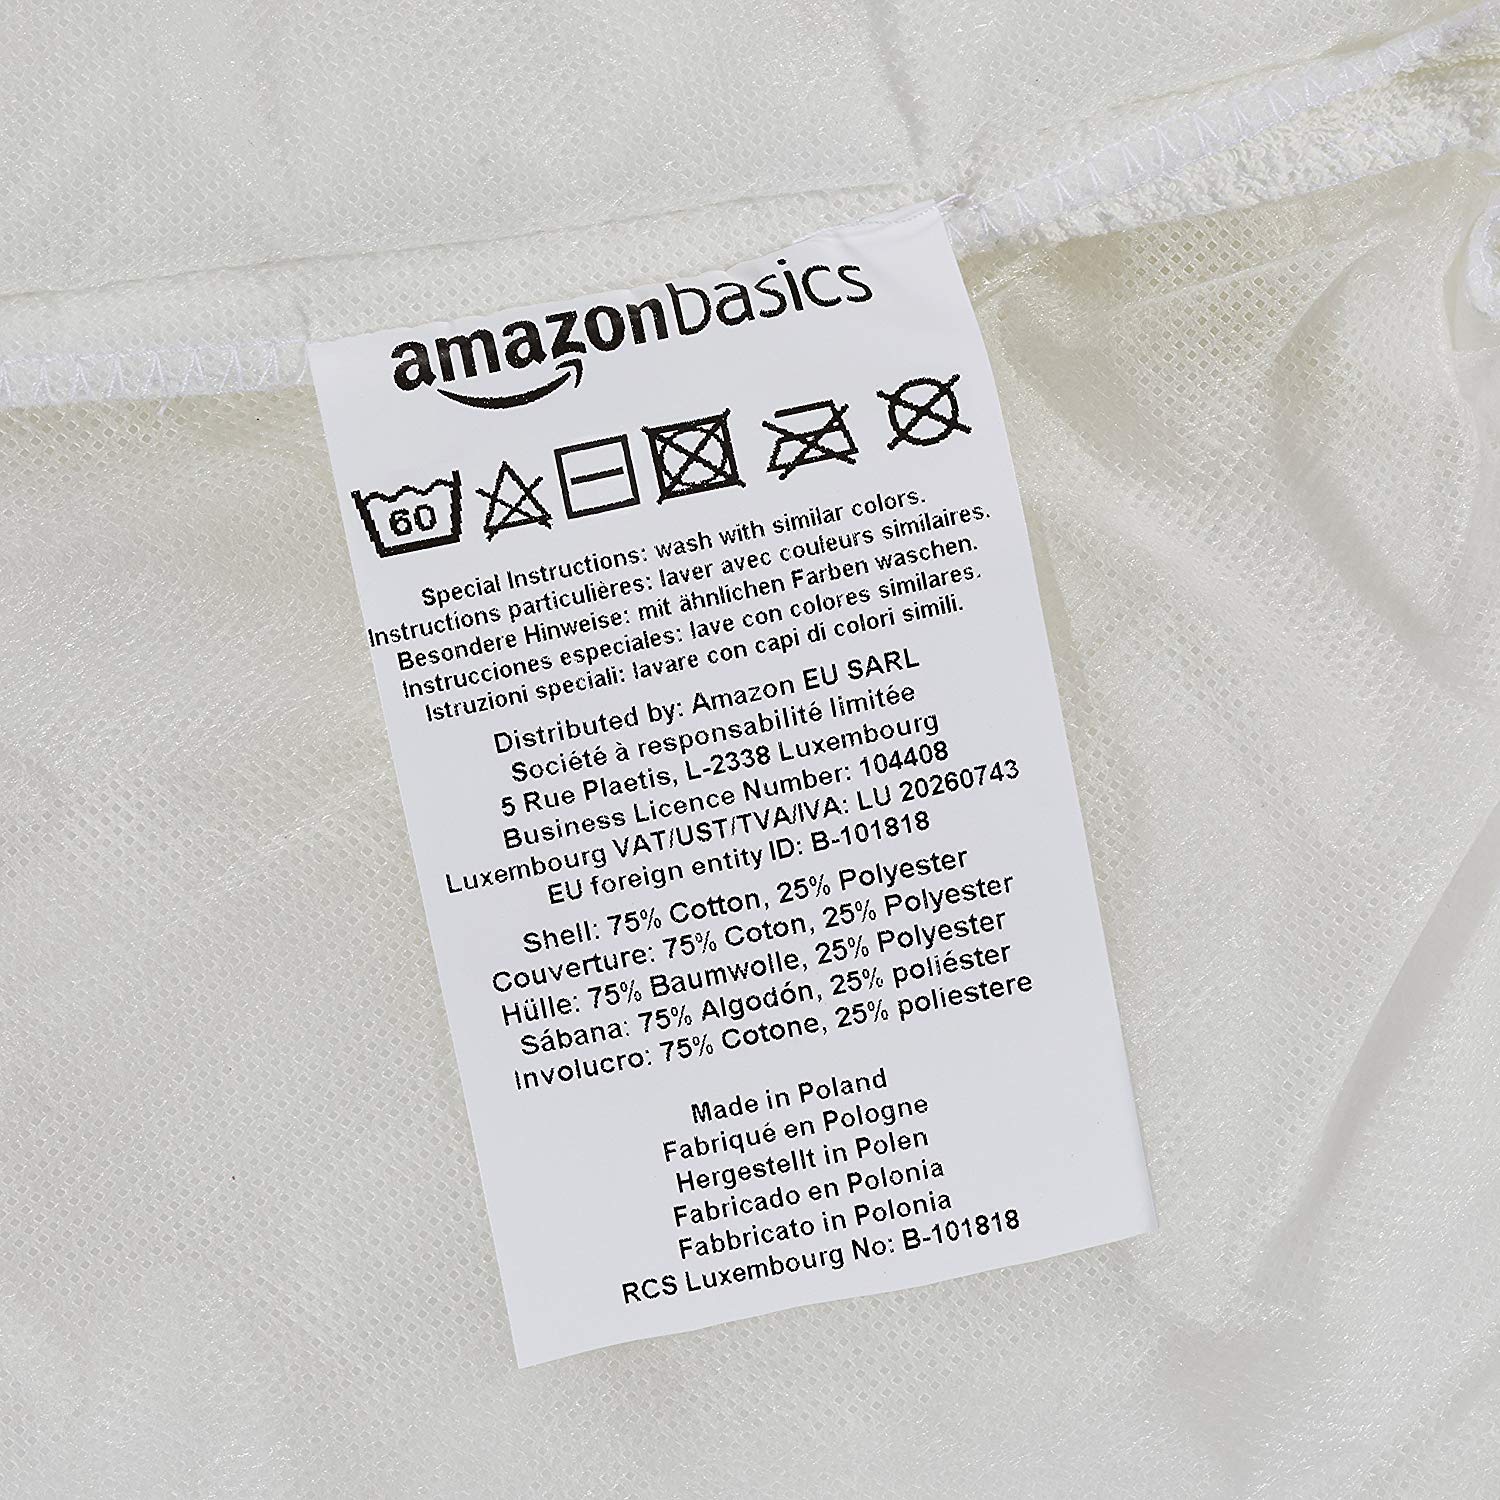 amazonbasics
60
Special Instructions: wash with similar colors.
Instructions particulières: laver avec couleurs similaires.
Besondere Hinweise: mit ähnlichen Farben waschen.
Instrucciones especiales: lave con colores similares.
Istruzioni speciali: lavare con capi di colori simili.
Distributed by: Amazon EU SARL
Société à responsabilité limitée
5 Rue Plaetis, L-2338 Luxembourg
Business Licence Number: 104408
Luxembourg VAT/UST/TVA/IVA: LU 20260743
EU foreign entity ID: B-101818
Shell: 75% Cotton, 25% Polyester
Couverture: 75% Coton, 25% Polyester
Hülle: 75% Baumwolle, 25% Polyester
Sábana: 75% Algodón, 25% poliéster
Involucro: 75% Cotone, 25% poliestere
Made in Poland
Fabriqué en Pologne
Hergestellt in Polen
Fabricado en Polonia
Fabbricato in Polonia
RCS Luxembourg No: B-101818